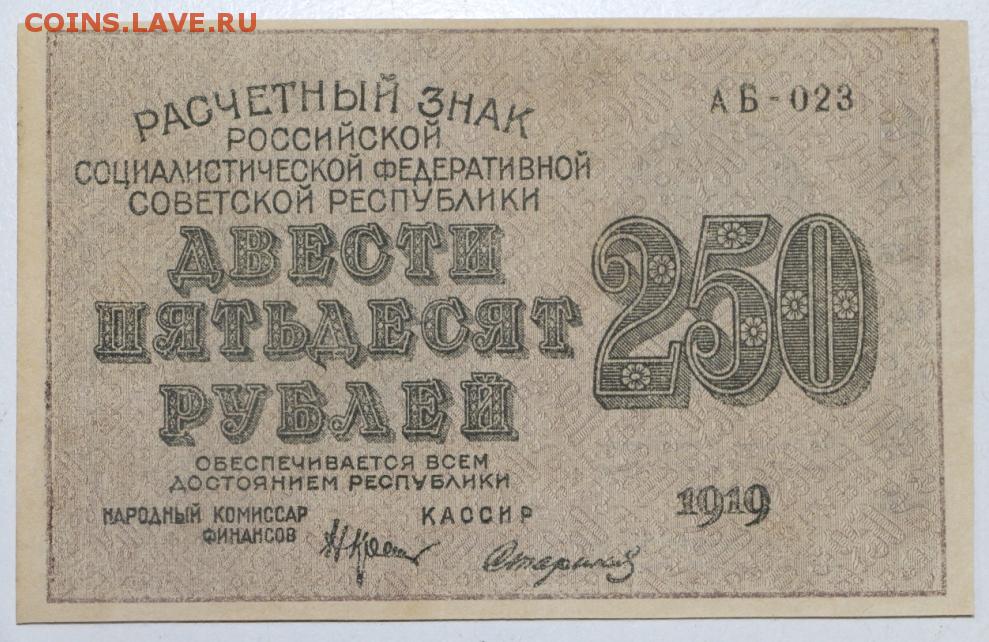 COINS.LAVE.RU
РАСЧЕТНЫЙ ЗНАК
АБ-023
РОССИЙСКОЙ
СОЦИАЛИСТИЧЕСКОЙ ФЕДЕРАТИВНОЙ
СОВЕТСКОЙ РЕСПУБЛИКИ
ДВЕСТИ
ПЯТЬДЕСЯТ
РУБЛЕЙ
250
ОБЕСПЕЧИВАЕТСЯ ВСЕМ
ДОСТОЯНИЕМ РЕСПУБЛИКИ
НАРОДНЫЙ КОМИССАР
ФИНАНСОВ
КАССИР
1919